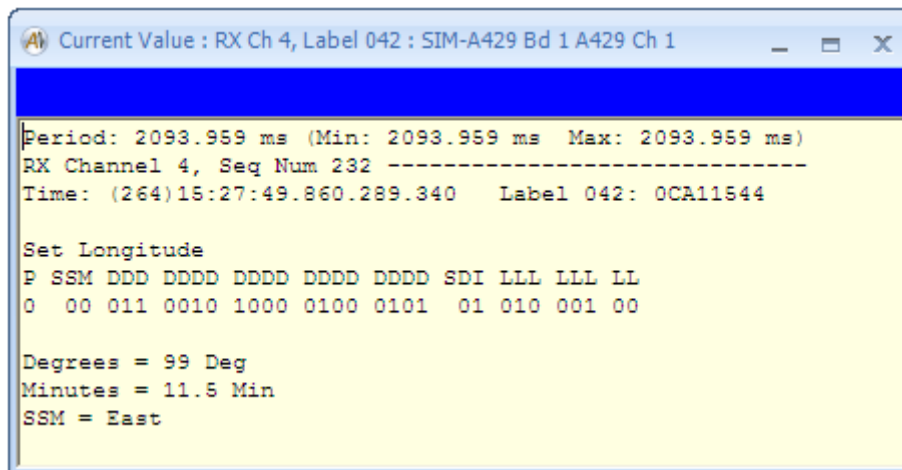 Current Value : RX Ch 4, Label 042 : SIM-A429 Bd 1 A429 Ch 1
Period: 2093.959 ms (Min: 2093.959 ms  Max: 2093.959 ms)
RX Channel 4, Seq Num 232 ------------------------------
Time: (264)15:27:49.860.289.340   Label 042: 0CA11544
Set Longitude
P SSM DDD DDDD DDDD DDDD DDDD SDI LLL LLL LL
0  00 011 0010 1000 0100 0101  01 010 001 00
Degrees = 99 Deg
Minutes = 11.5 Min
SSM = East